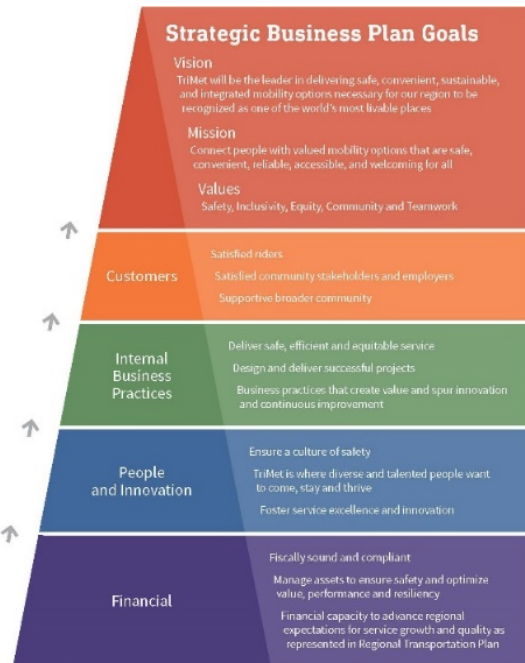 Strategic Business Plan Goals
Vision
TriMet will be the leader in delivering safe, convenient, sustainable,
and integrated mobility options necessary for our region to be
recognized as one of the world's most livable places
Mission
Connect people with valued mobility options that are safe,
convenient, reliable, accessible, and welcoming for all
Values
Safety, Inclusivity, Equity, Community and Teamwork
Customers
Satisfied riders
Satisfied community stakeholders and employers
Supportive broader community
Internal
Business
Practices
Deliver safe, efficient and equitable service
Design and deliver successful projects
Business practices that create value and spur innovation
and continuous improvement
People
and Innovation
Ensure a culture of safety
TriMet is where diverse and talented people want
to come, stay and thrive
Foster service excellence and innovation
Financial
Fiscally sound and compliant
Manage assets to ensure safety and optimize
value, performance and resiliency
Financial capacity to advance regional
expectations for service growth and quality as
represented in Regional Transportation Plan